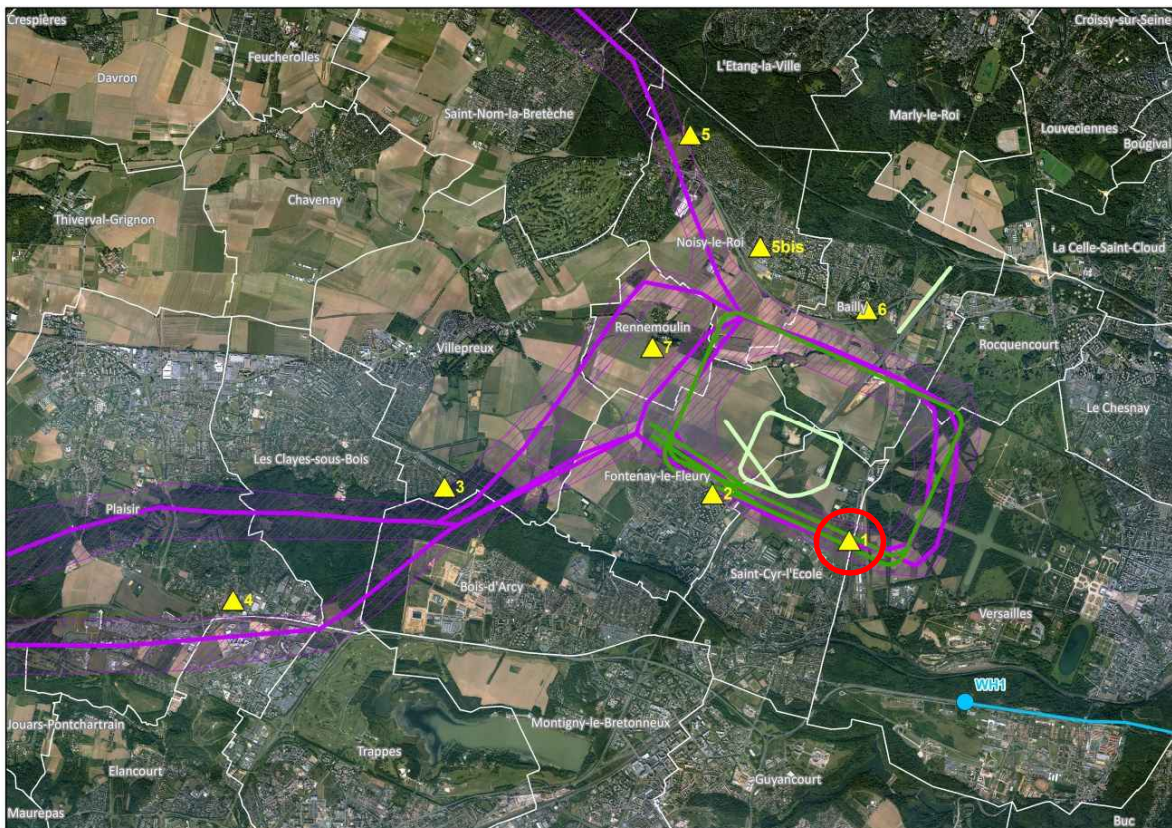 Crespières
Croissy-sur-Seine
Feucherolles
L'Etang-la-Ville
Davron
Saint-Nom-la-Bretèche
Marly-le-Roi
Louveciennes
5
Bougival
Chavenay
Thiverval-Grignon
Noisy-le-Roi
5bis
La Celle-Saint-Cloud
Bailly
6
Rennemoulin
Villepreux
7
Rocquencourt
Le Chesnay
Les Clayes-sous-Bois
Fontenay-le-Fleury
3
2
Plaisir
1
Saint-Cyr-l'Ecole
Bois-d'Arcy
4
Versailles
WH1
Jouars-Pontchartrain
Montigny-le-Bretonneux
Trappes
Elancourt
Guyancourt
Maurepas
Buc